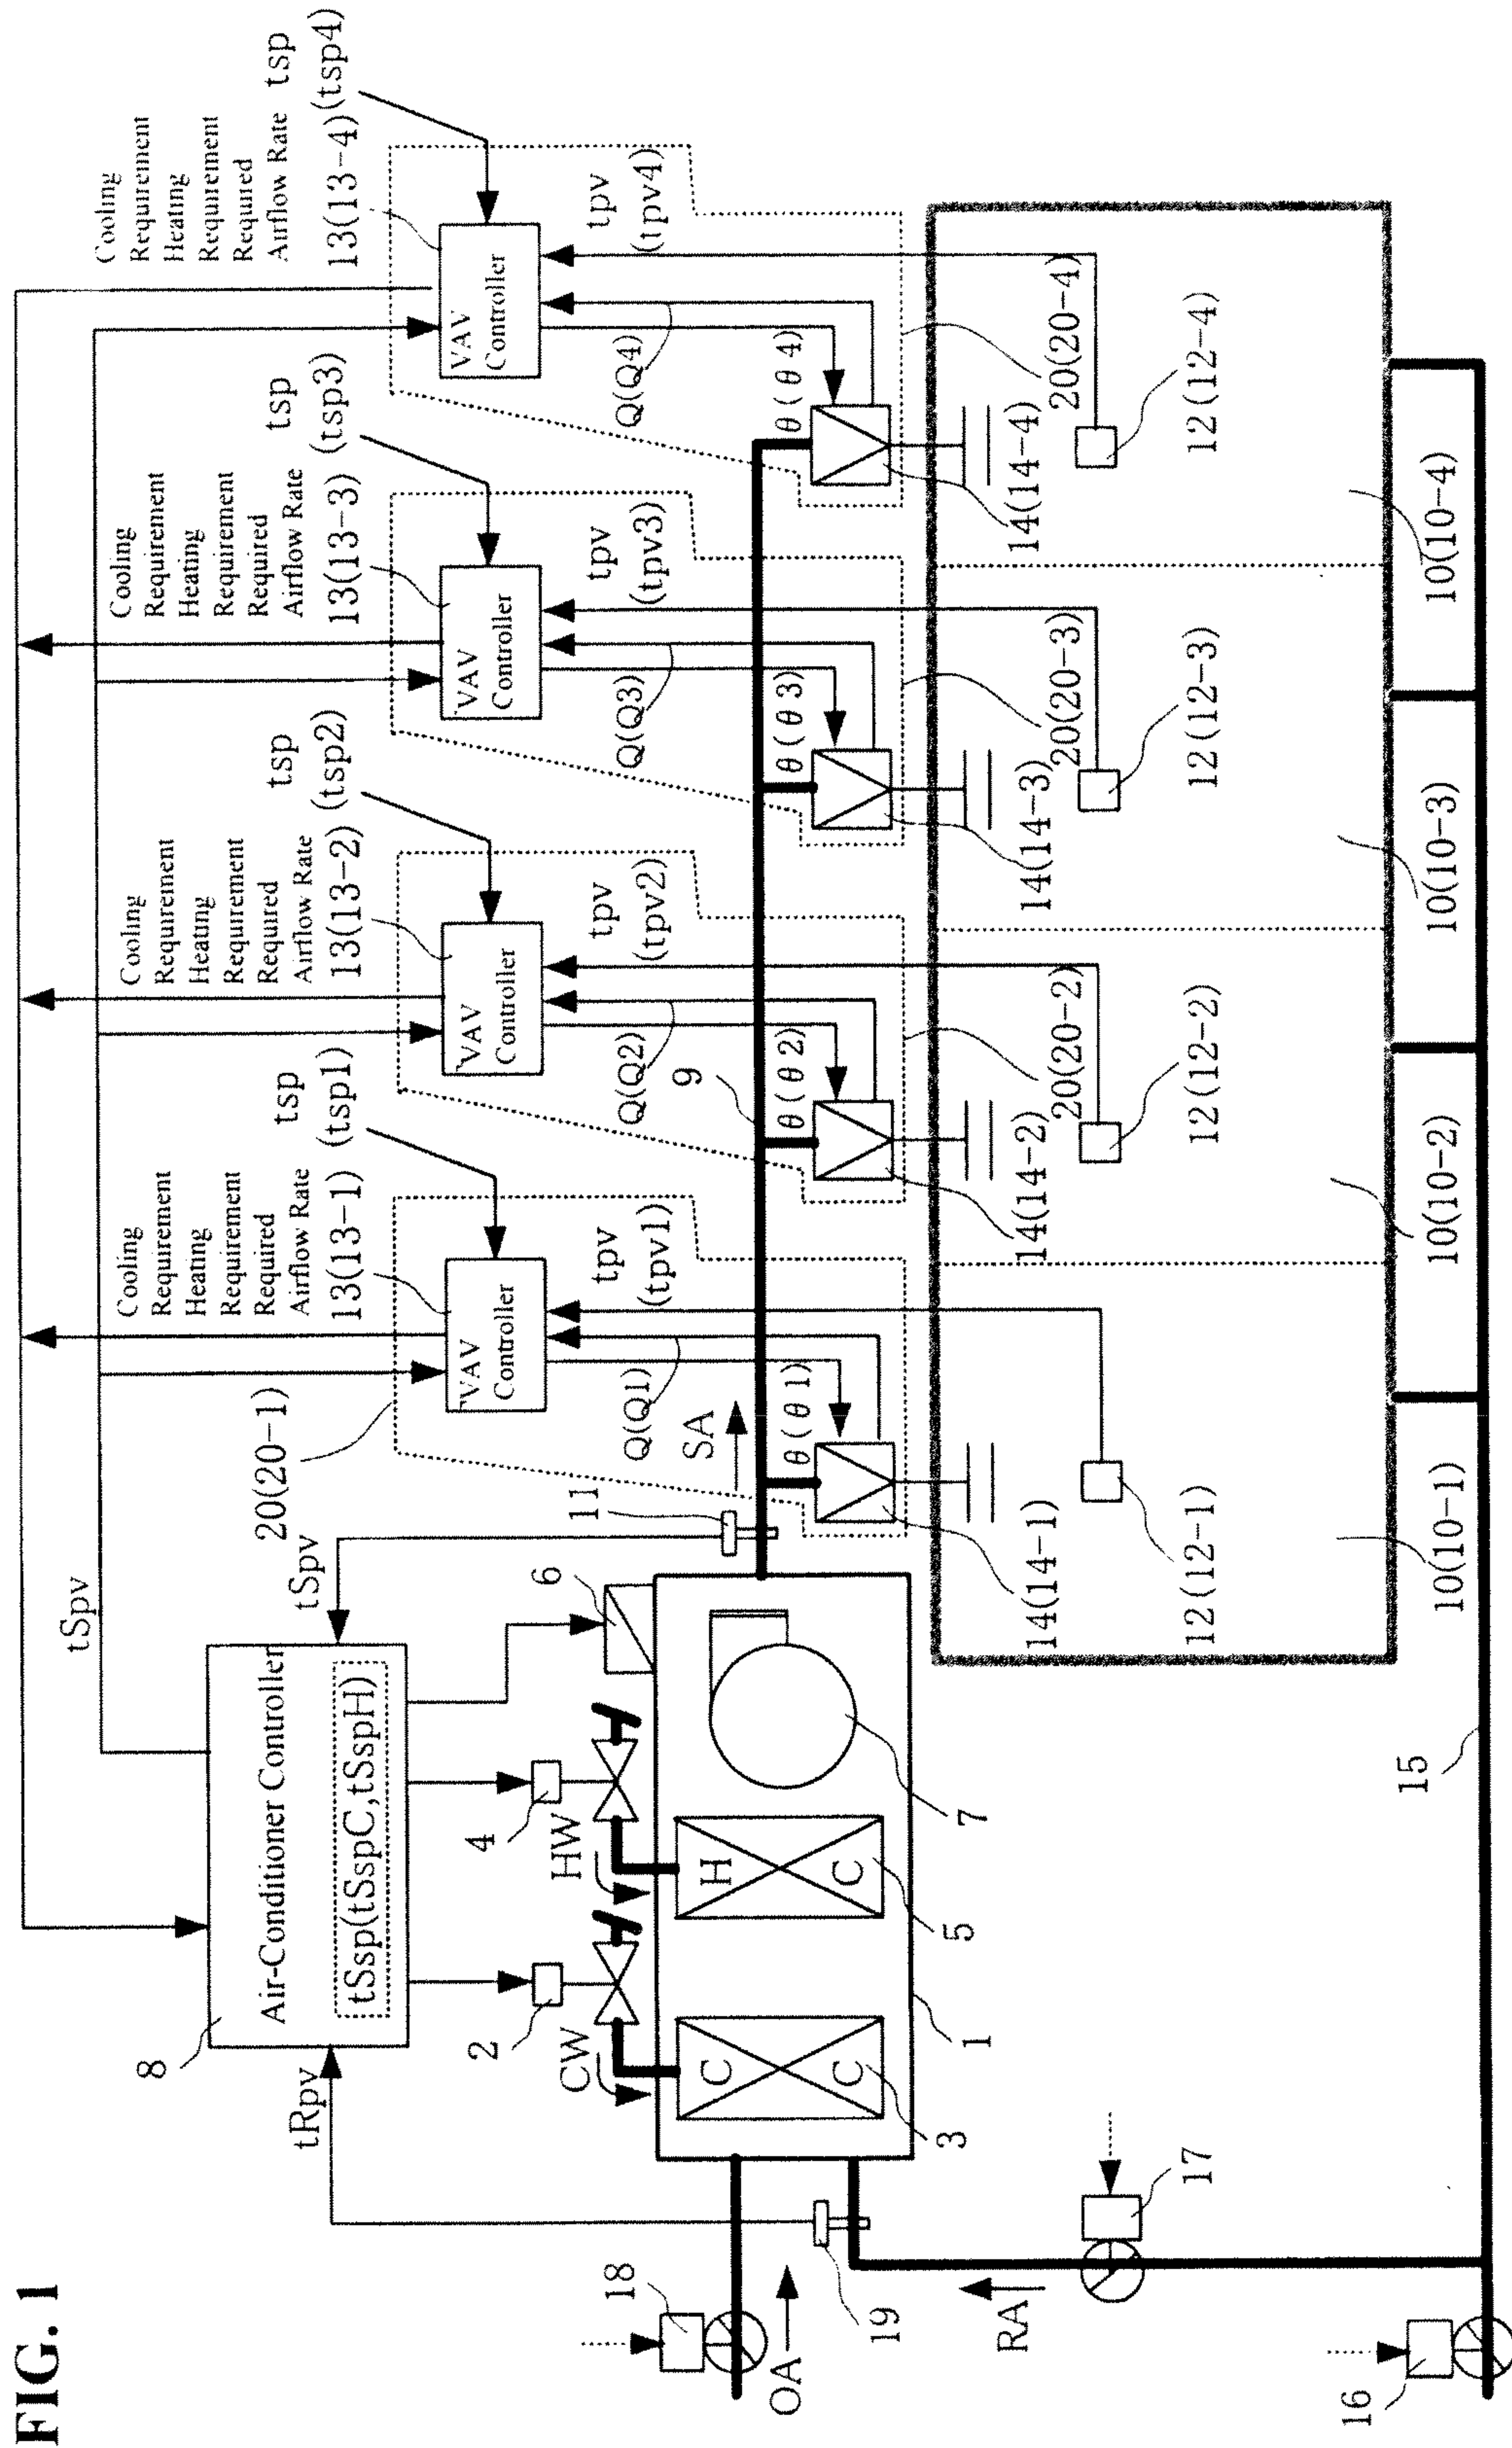 FIG. 1
tSpv
8
Air-Conditioner Controller
tSsp(tSspC,tSspH)
tRpv
tSpv
20(20-1)
Cooling
Requirement
Heating
Requirement
Required
Airflow Rate
13(13-1)
tsp
(tsp1)
VAV
Controller
tpv
(tpv1)
Q(Q1)
θ(θ1)
Cooling
Requirement
Heating
Requirement
Required
Airflow Rate
13(13-2)
tsp
(tsp2)
VAV
Controller
tpv
(tpv2)
Q(Q2)
θ(θ2)
Cooling
Requirement
Heating
Requirement
Required
Airflow Rate
13(13-3)
tsp
(tsp3)
VAV
Controller
tpv
(tpv3)
Q(Q3)
θ(θ3)
Cooling
Requirement
Heating
Requirement
Required
Airflow Rate
13(13-4)
tsp
(tsp4)
VAV
Controller
tpv
(tpv4)
Q(Q4)
θ(θ4)
2
4
6
11
SA
9
CW
HW
C
C
H
C
3
1
5
7
18
OA
19
RA
17
16
15
14(14-1)
14(14-2)
14(14-3)
14(14-4)
20(20-2)
20(20-3)
20(20-4)
12(12-1)
12(12-2)
12(12-3)
12(12-4)
10(10-1)
10(10-2)
10(10-3)
10(10-4)